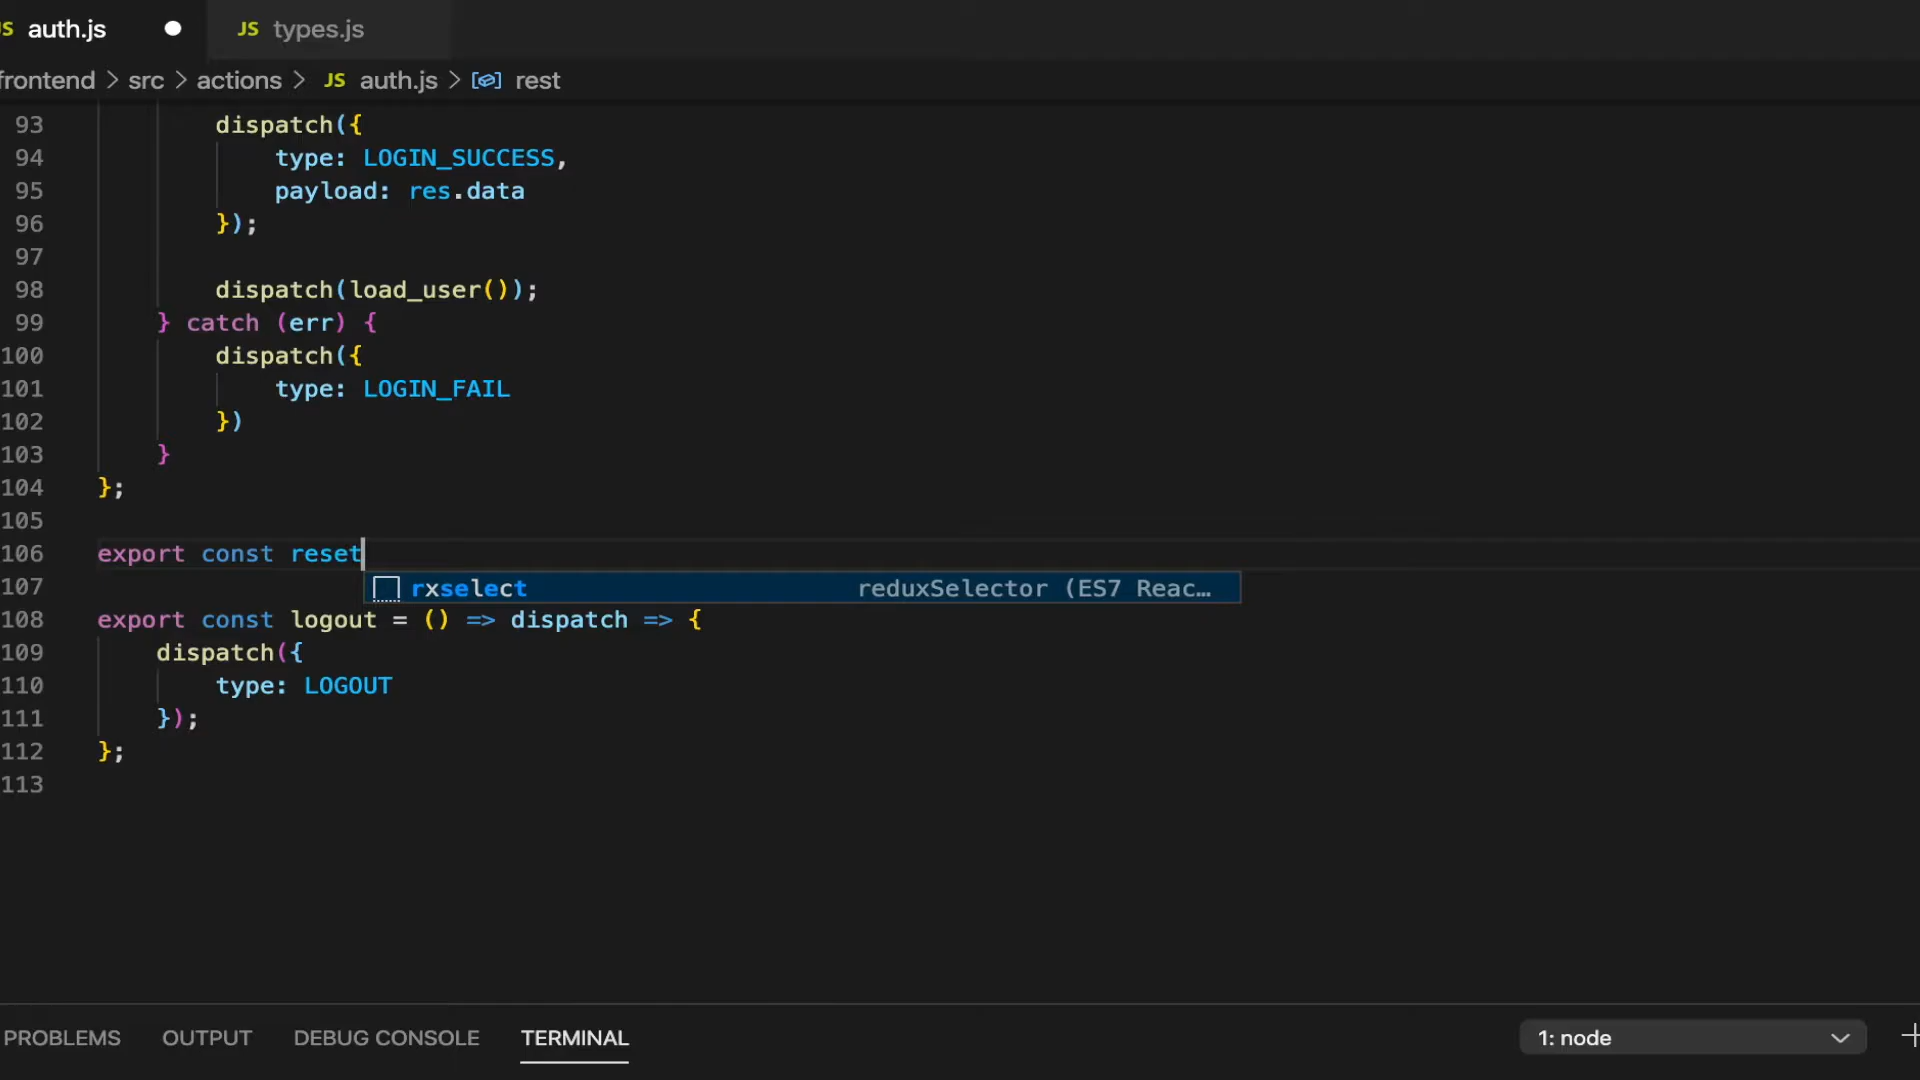 JS auth.js JS types.js
frontend > src > actions > JS auth.js > rest
93 dispatch({
94 type: LOGIN_SUCCESS,
95 payload: res.data
96 });
97
98 dispatch(load_user());
99 } catch (err) {
100 dispatch({
101 type: LOGIN_FAIL
102 })
103 }
104 };
105
106 export const reset
107 rxselect reduxSelector (ES7 Reac…
108 export const logout = () => dispatch => {
109 dispatch({
110 type: LOGOUT
111 });
112 };
113
PROBLEMS OUTPUT DEBUG CONSOLE TERMINAL 1: node